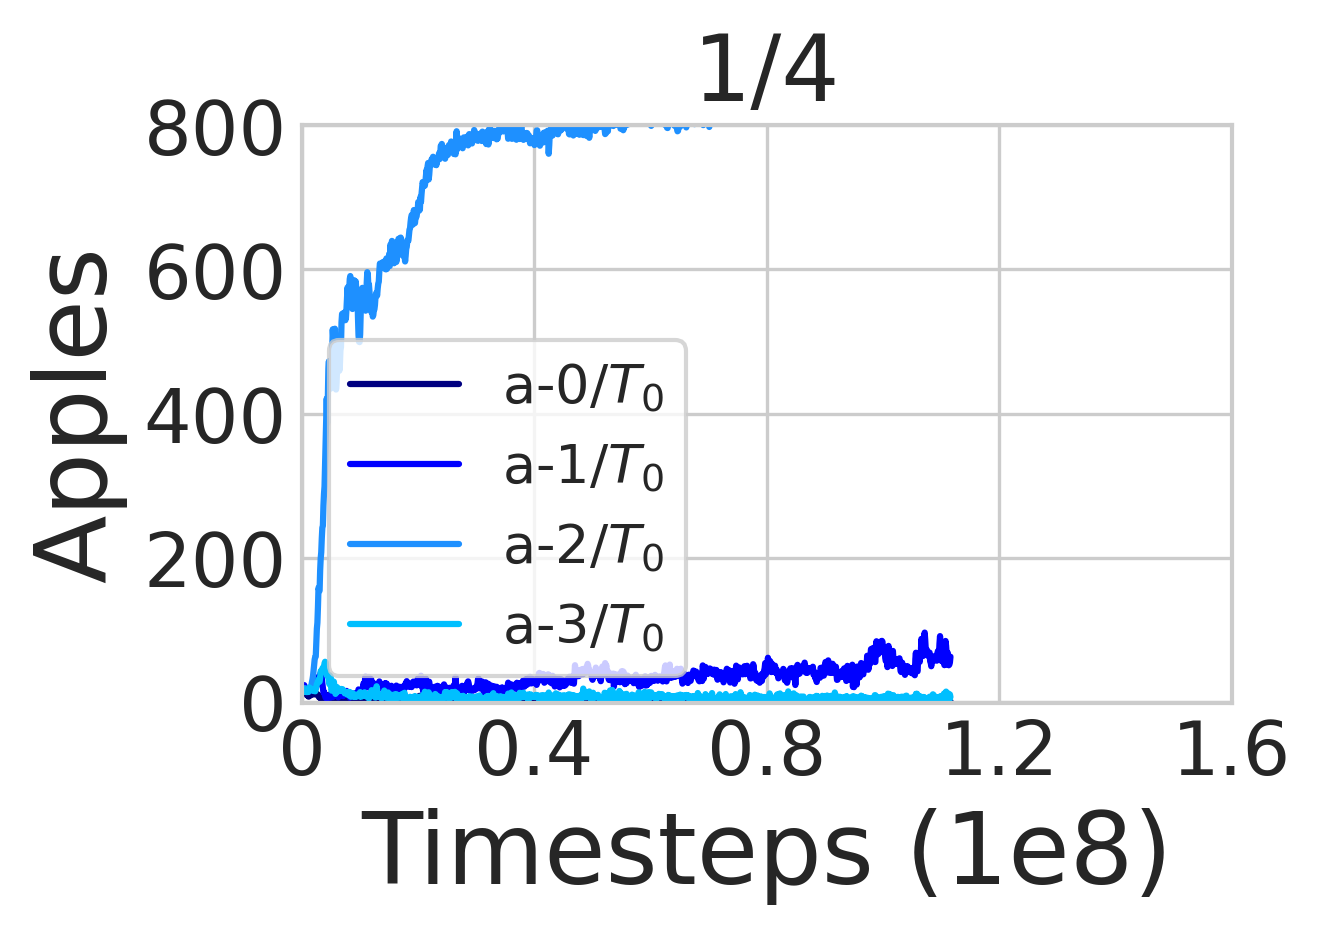 1/4
800
600
400
200
0
Apples
a-0/T₀
a-1/T₀
a-2/T₀
a-3/T₀
0 0.4 0.8 1.2 1.6
Timesteps (1e8)